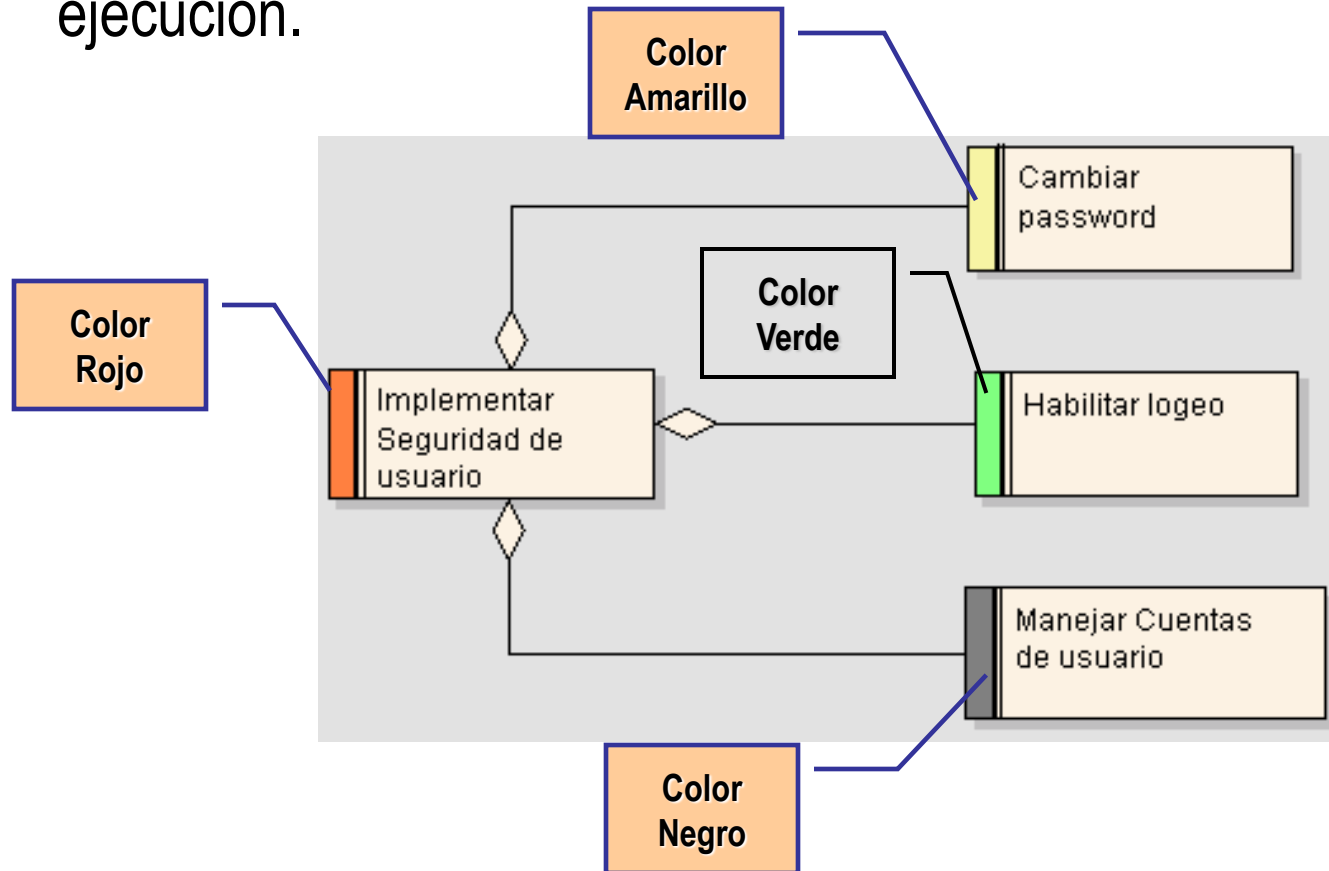 ejecución.
Color
Amarillo
Cambiar
password
Color
Verde
Color
Rojo
Implementar
Seguridad de
usuario
Habilitar logeo
Manejar Cuentas
de usuario
Color
Negro